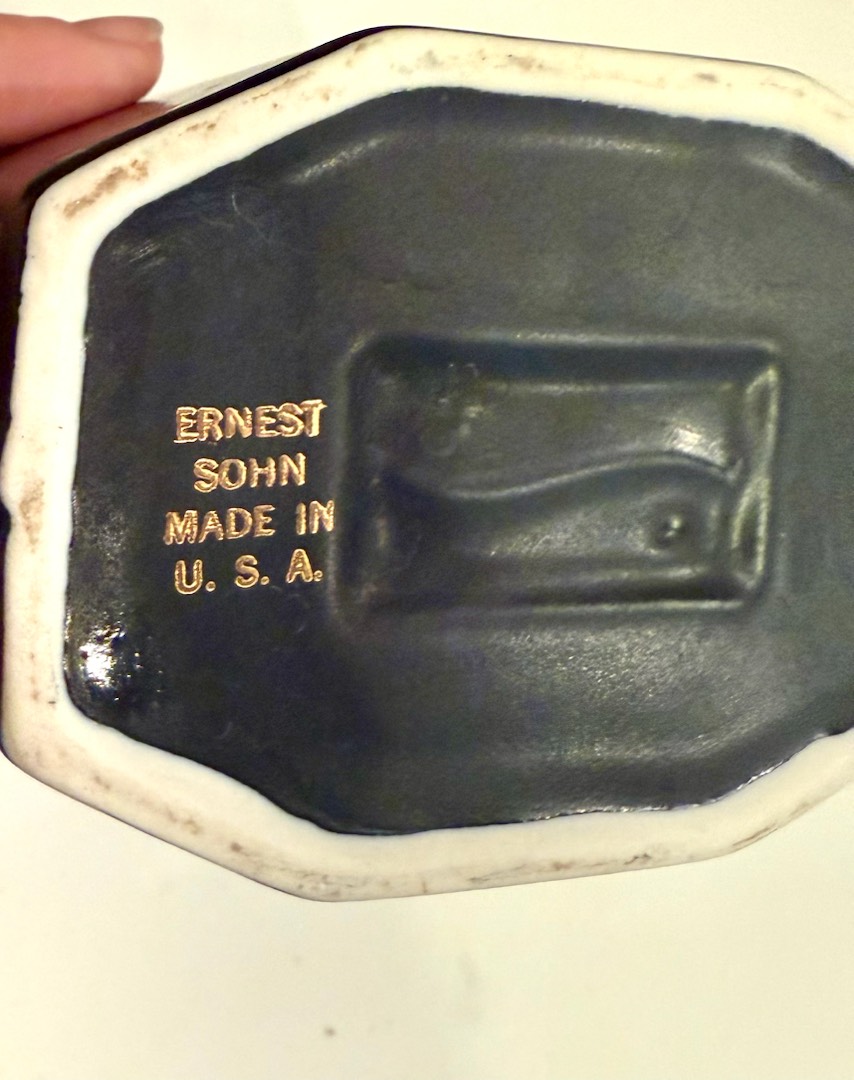 ERNEST
SOHN
MADE IN
U. S. A.